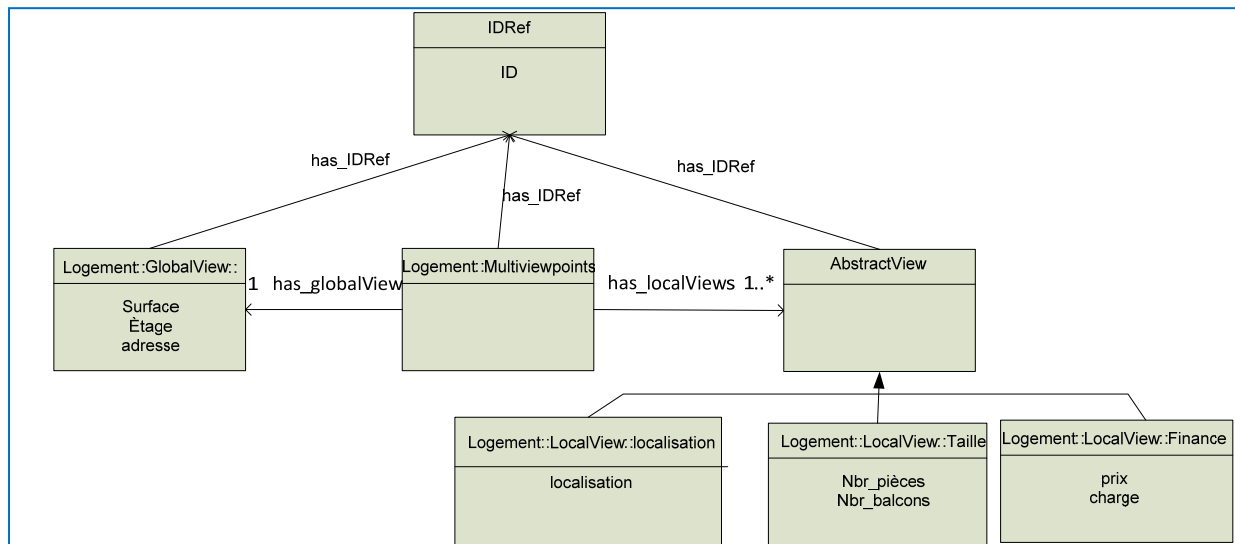 IDRef
ID
has_IDRef
has_IDRef
has_IDRef
Logement::GlobalView::
Surface
Ètage
adresse
1 has_globalView
Logement::Multiviewpoints
has_localViews 1..*
AbstractView
Logement::LocalView::localisation
localisation
Logement::LocalView::Taille
Nbr_pièces
Nbr_balcons
Logement::LocalView::Finance
prix
charge